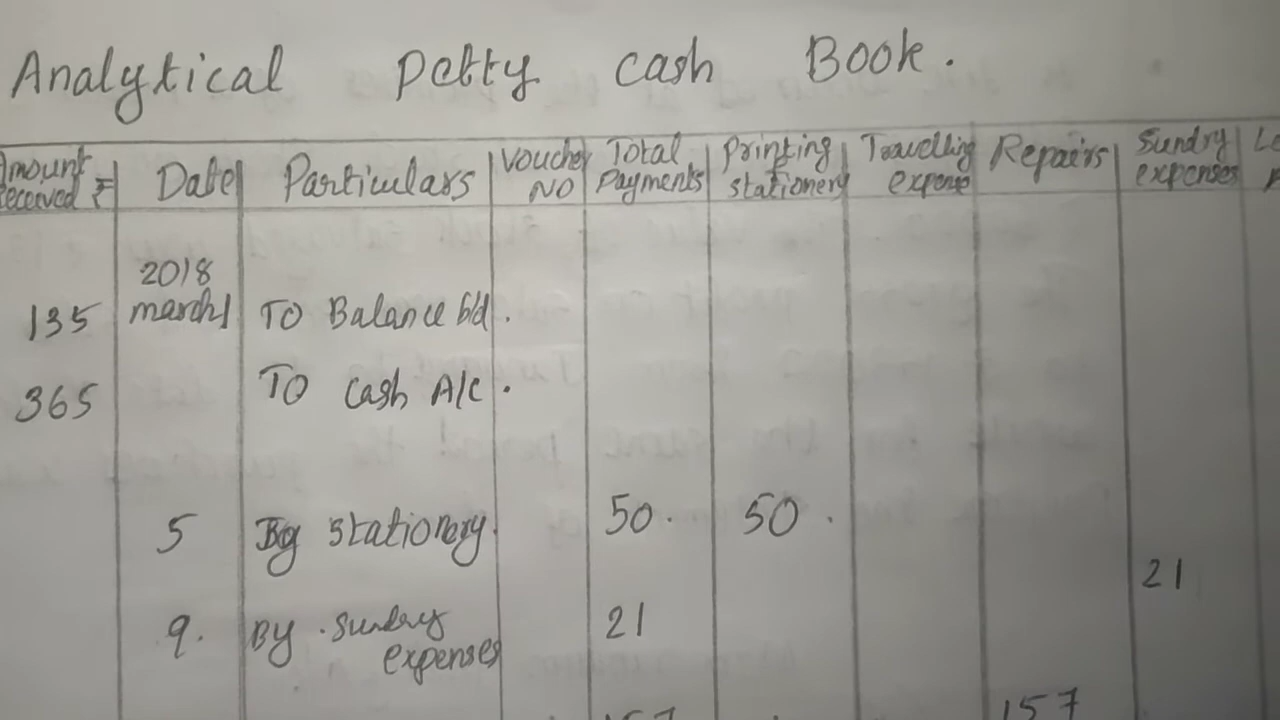 Analytical Petty cash Book.
Amount received ₹ Date Particulars Voucher NO Total Payments Printing stationery Travelling expense Repairs Sundry expenses
2018
135 march 1 TO Balance b/d.
365 TO cash A/c.
5 By stationery. 50. 50.
9. By sundry expenses 21 21
157 157